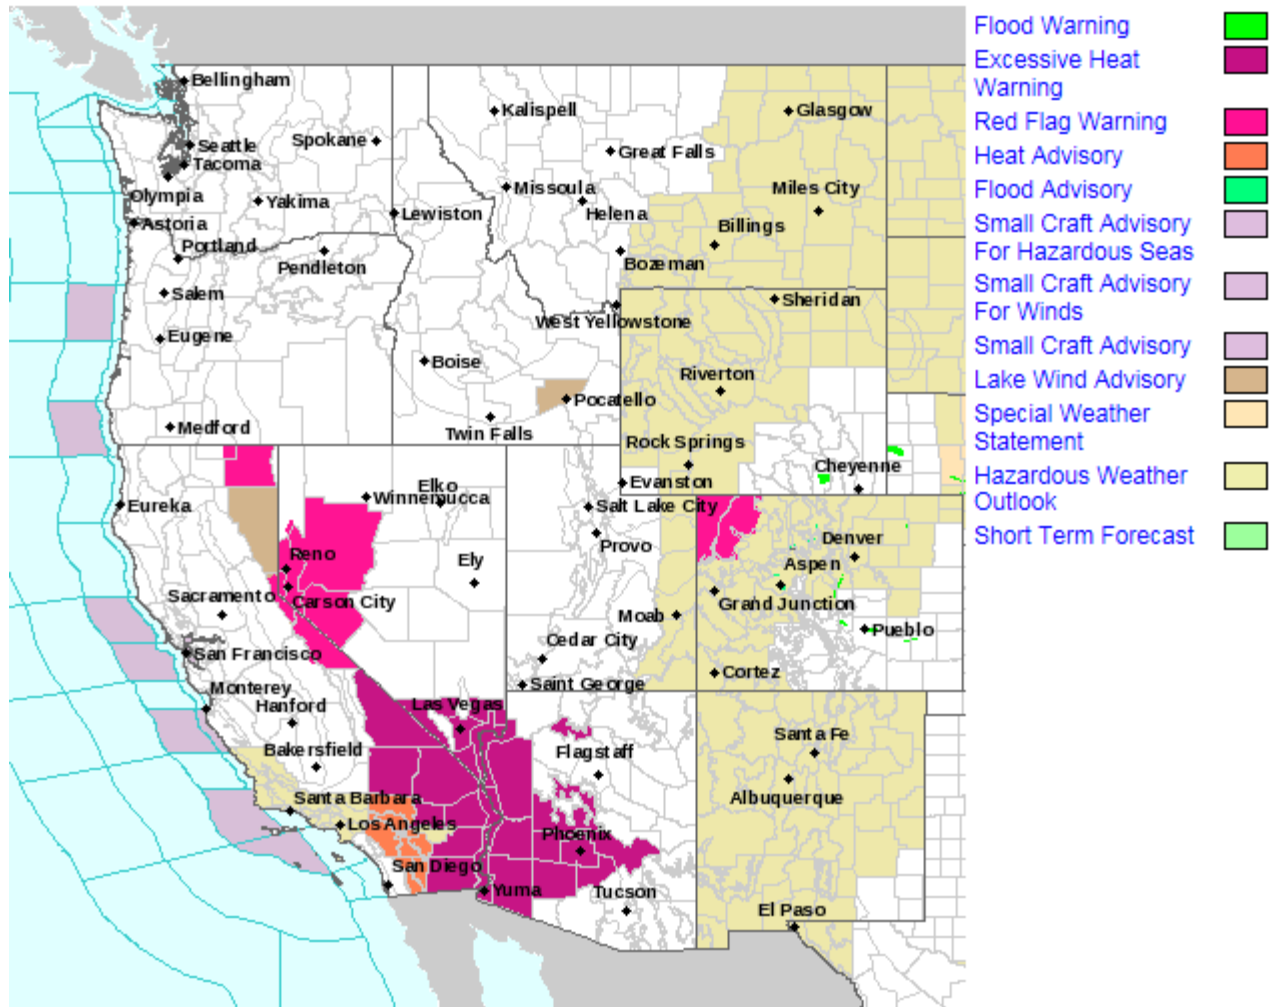 Bellingham
Kalispell
Glasgow
Seattle
Spokane
Great Falls
Tacoma
Olympia
Yakima
Missoula
Miles City
Lewiston
Helena
Astoria
Billings
Portland
Pendleton
Bozeman
Salem
Sheridan
West Yellowstone
Eugene
Boise
Riverton
Pocatello
Medford
Twin Falls
Rock Springs
Cheyenne
Evanston
Elko
Winnemucca
Eureka
Salt Lake City
Provo
Denver
Reno
Ely
Aspen
Sacramento
Carson City
Grand Junction
Moab
Pueblo
Cedar City
San Francisco
Cortez
Saint George
Monterey
Hanford
Las Vegas
Santa Fe
Bakersfield
Flagstaff
Albuquerque
Santa Barbara
Los Angeles
Phoenix
San Diego
Yuma
Tucson
El Paso
Flood Warning
Excessive Heat
Warning
Red Flag Warning
Heat Advisory
Flood Advisory
Small Craft Advisory
For Hazardous Seas
Small Craft Advisory
For Winds
Small Craft Advisory
Lake Wind Advisory
Special Weather
Statement
Hazardous Weather
Outlook
Short Term Forecast